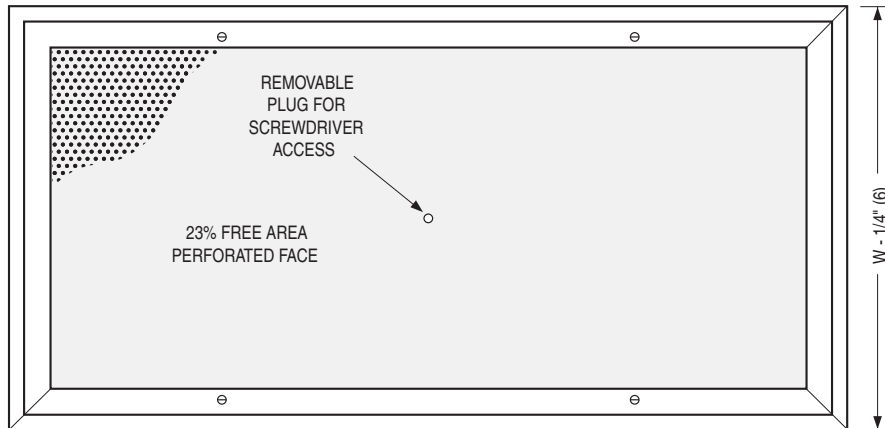 REMOVABLE
PLUG FOR
SCREWDRIVER
ACCESS
23% FREE AREA
PERFORATED FACE
W - 1/4" (6)